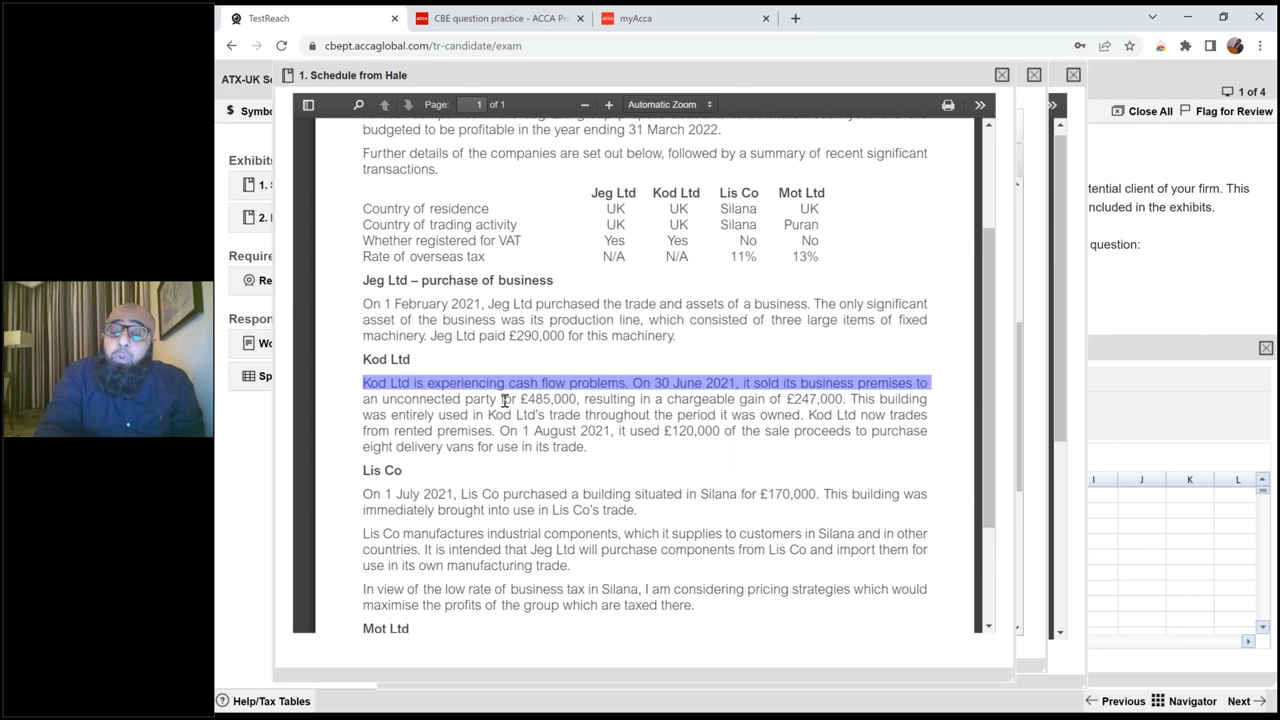 TestReach
CBE question practice - ACCA Pr
myAcca
cbept.accaglobal.com/tr-candidate/exam
ATX-UK S
1. Schedule from Hale
1 of 4
$ Symbo
Close All
Flag for Review
Page: 1 of 1
Automatic Zoom
budgeted to be profitable in the year ending 31 March 2022.
Further details of the companies are set out below, followed by a summary of recent significant
transactions.
Jeg Ltd Kod Ltd Lis Co Mot Ltd
Country of residence UK UK Silana UK
Country of trading activity UK UK Silana Puran
Whether registered for VAT Yes Yes No No
Rate of overseas tax N/A N/A 11% 13%
Jeg Ltd – purchase of business
On 1 February 2021, Jeg Ltd purchased the trade and assets of a business. The only significant
asset of the business was its production line, which consisted of three large items of fixed
machinery. Jeg Ltd paid £290,000 for this machinery.
Kod Ltd
Kod Ltd is experiencing cash flow problems. On 30 June 2021, it sold its business premises to
an unconnected party for £485,000, resulting in a chargeable gain of £247,000. This building
was entirely used in Kod Ltd's trade throughout the period it was owned. Kod Ltd now trades
from rented premises. On 1 August 2021, it used £120,000 of the sale proceeds to purchase
eight delivery vans for use in its trade.
Lis Co
On 1 July 2021, Lis Co purchased a building situated in Silana for £170,000. This building was
immediately brought into use in Lis Co's trade.
Lis Co manufactures industrial components, which it supplies to customers in Silana and in other
countries. It is intended that Jeg Ltd will purchase components from Lis Co and import them for
use in its own manufacturing trade.
In view of the low rate of business tax in Silana, I am considering pricing strategies which would
maximise the profits of the group which are taxed there.
Mot Ltd
Exhibits
1.
2.
Requir
Re
Respon
Wo
Sp
tential client of your firm. This
ncluded in the exhibits.
question:
I J K L
Help/Tax Tables
Previous
Navigator
Next